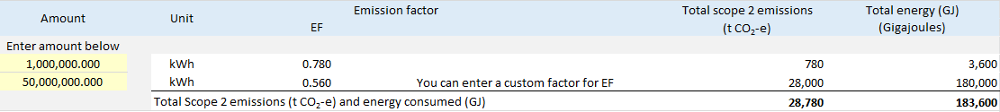 Amount Unit Emission factor Total scope 2 emissions Total energy (GJ)
EF (t CO₂-e) (Gigajoules)
Enter amount below
1,000,000.000 kWh 0.780 780 3,600
50,000,000.000 kWh 0.560 You can enter a custom factor for EF 28,000 180,000
Total Scope 2 emissions (t CO₂-e) and energy consumed (GJ) 28,780 183,600